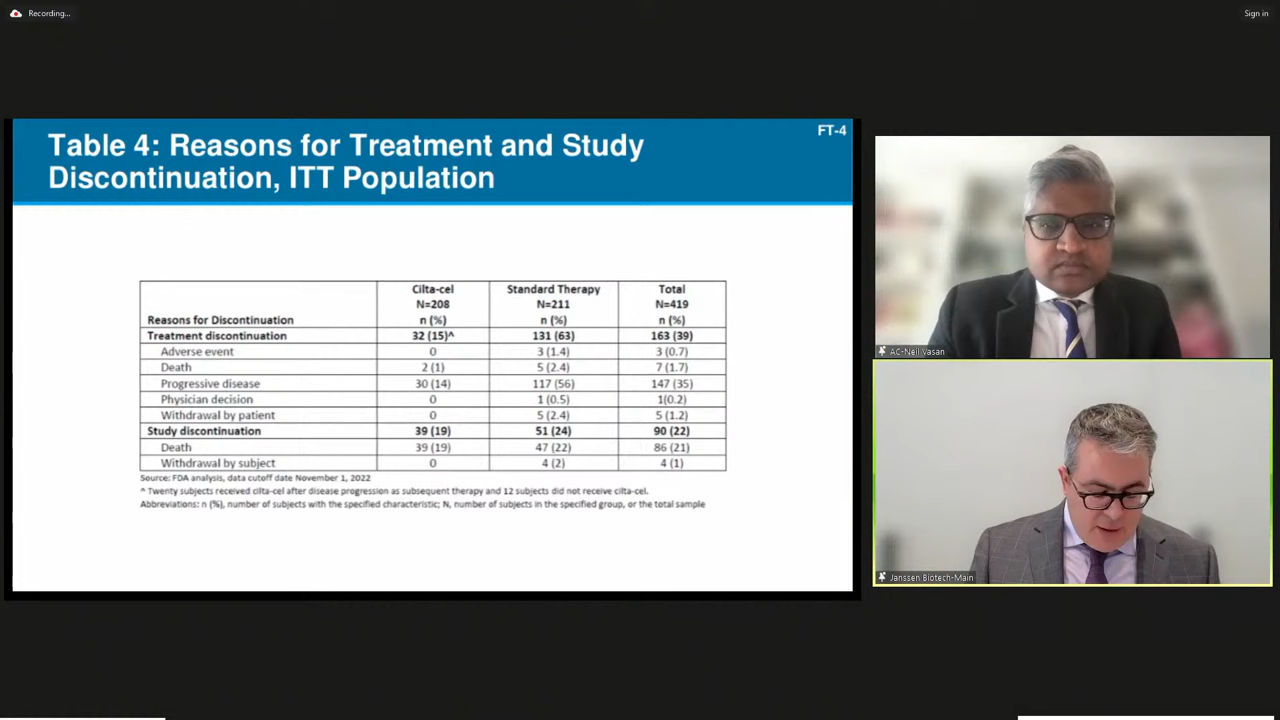 Recording...
Sign in
FT-4
Table 4: Reasons for Treatment and Study
Discontinuation, ITT Population
Reasons for Discontinuation Cilta-cel N=208 n (%) Standard Therapy N=211 n (%) Total N=419 n (%)
Treatment discontinuation 32 (15)^ 131 (63) 163 (39)
Adverse event 0 3 (1.4) 3 (0.7)
Death 2 (1) 5 (2.4) 7 (1.7)
Progressive disease 30 (14) 117 (56) 147 (35)
Physician decision 0 1 (0.5) 1(0.2)
Withdrawal by patient 0 5 (2.4) 5 (1.2)
Study discontinuation 39 (19) 51 (24) 90 (22)
Death 39 (19) 47 (22) 86 (21)
Withdrawal by subject 0 4 (2) 4 (1)
Source: FDA analysis, data cutoff date November 1, 2022
^ Twenty subjects received cilta-cel after disease progression as subsequent therapy and 12 subjects did not receive cilta-cel.
Abbreviations: n (%), number of subjects with the specified characteristic; N, number of subjects in the specified group, or the total sample
AC-Neil Vasan
Janssen Biotech-Main